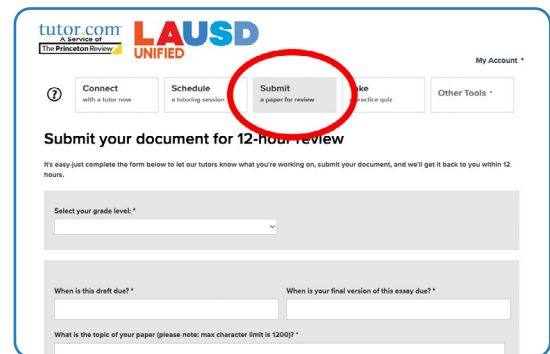 tutor.com
A Service of
The Princeton Review
LAUSD
UNIFIED
My Account
?
Connect
with a tutor now
Schedule
a tutoring session
Submit
a paper for review
practice quiz
Other Tools
Submit your document for 12-hour review
It's easy-just complete the form below to let our tutors know what you're working on, submit your document, and we'll get it back to you within 12
hours.
Select your grade level: *
When is this draft due? *
When is your final version of this essay due? *
What is the topic of your paper (please note: max character limit is 1200)? *